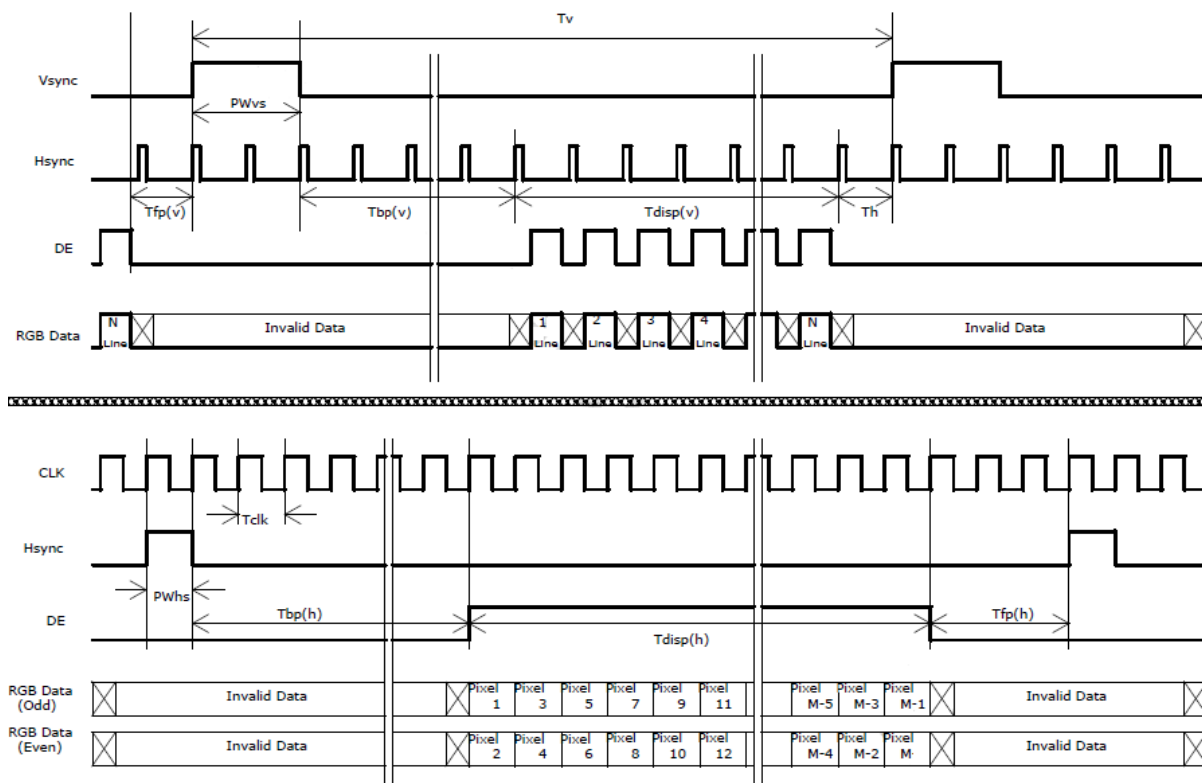 Tv
Vsync
PWvs
Hsync
Tfp(v)
Tbp(v)
Tdisp(v)
Th
DE
RGB Data
N
Line
Invalid Data
1
Line
2
Line
3
Line
4
Line
N
Line
Invalid Data
CLK
Tclk
Hsync
PWhs
Tbp(h)
Tdisp(h)
Tfp(h)
DE
RGB Data
(Odd)
Invalid Data
Pixel
1
Pixel
3
Pixel
5
Pixel
7
Pixel
9
Pixel
11
Pixel
M-5
Pixel
M-3
Pixel
M-1
Invalid Data
RGB Data
(Even)
Invalid Data
Pixel
2
Pixel
4
Pixel
6
Pixel
8
Pixel
10
Pixel
12
Pixel
M-4
Pixel
M-2
Pixel
M
Invalid Data